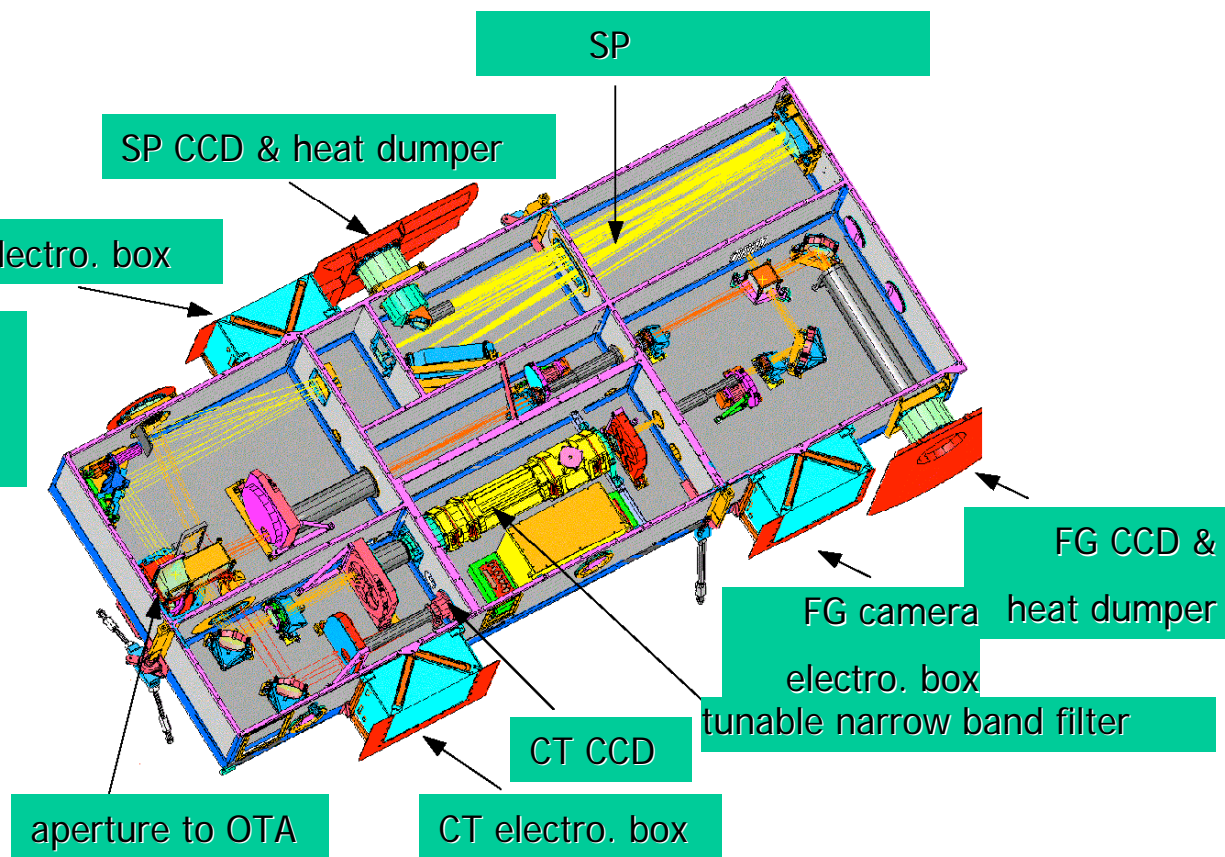 SP
SP CCD & heat dumper
lectro. box
FG CCD &
heat dumper
FG camera
electro. box
tunable narrow band filter
CT CCD
aperture to OTA
CT electro. box